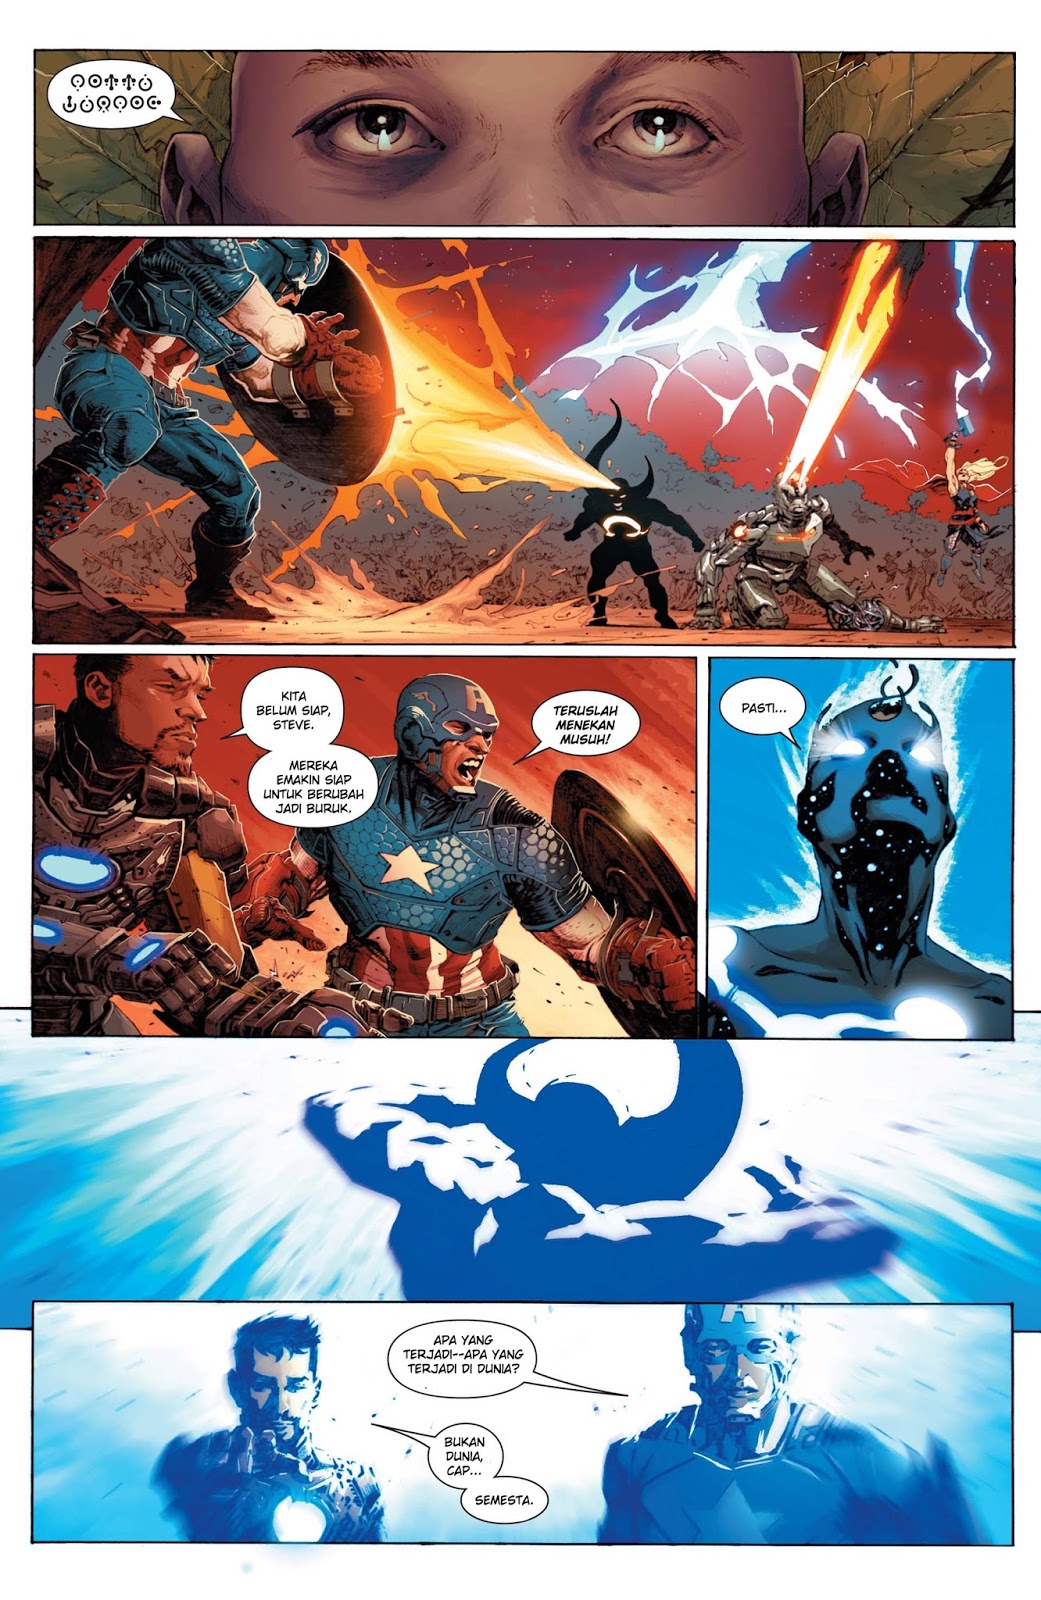 KITA
BELUM SIAP,
STEVE.
MEREKA
EMAKIN SIAP
UNTUK BERUBAH
JADI BURUK.
TERUSLAH
MENEKAN
MUSUH!
PASTI...
APA YANG
TERJADI--APA YANG
TERJADI DI DUNIA?
BUKAN
DUNIA,
CAP...
SEMESTA.